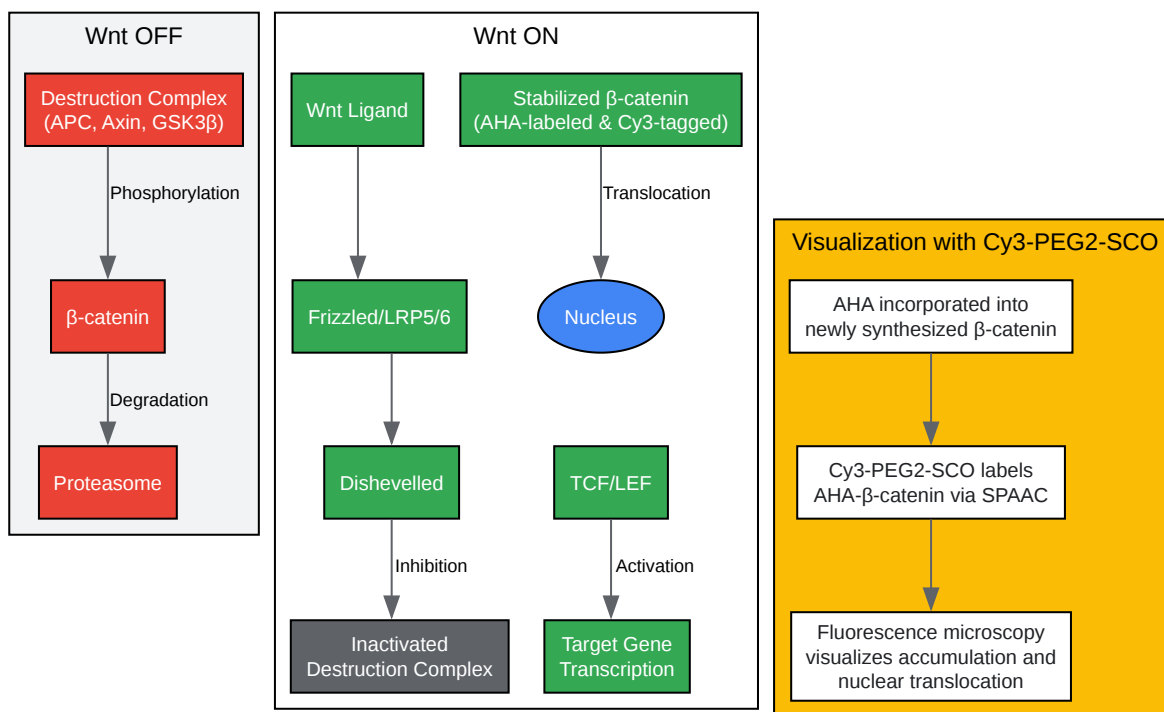 Wnt OFF
Destruction Complex
(APC, Axin, GSK3β)
Phosphorylation
β-catenin
Degradation
Proteasome
Wnt ON
Wnt Ligand
Frizzled/LRP5/6
Dishevelled
Inhibition
Inactivated
Destruction Complex
Stabilized β-catenin
(AHA-labeled & Cy3-tagged)
Translocation
Nucleus
TCF/LEF
Activation
Target Gene
Transcription
Visualization with Cy3-PEG2-SCO
AHA incorporated into
newly synthesized β-catenin
Cy3-PEG2-SCO labels
AHA-β-catenin via SPAAC
Fluorescence microscopy
visualizes accumulation and
nuclear translocation